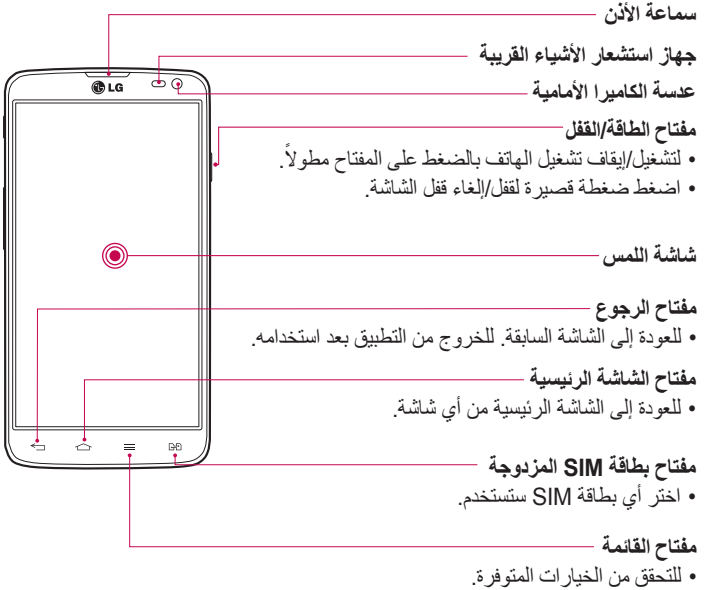 سماعة الأذن
جهاز استشعار الأشياء القريبة
عدسة الكاميرا الأمامية
مفتاح الطاقة/القفل
• لتشغيل/إيقاف تشغيل الهاتف بالضغط على المفتاح مطولاً.
• اضغط ضغطة قصيرة لقفل/إلغاء قفل الشاشة.
شاشة اللمس
مفتاح الرجوع
• للعودة إلى الشاشة السابقة. للخروج من التطبيق بعد استخدامه.
مفتاح الشاشة الرئيسية
• للعودة إلى الشاشة الرئيسية من أي شاشة.
مفتاح بطاقة SIM المزدوجة
• اختر أي بطاقة SIM ستستخدم.
مفتاح القائمة
• للتحقق من الخيارات المتوفرة.
LG